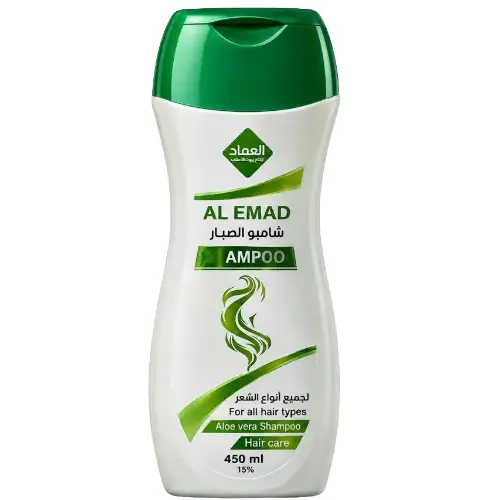 العماد
AL EMAD
شامبو الصبار
AMPOO
لجميع أنواع الشعر
For all hair types
Aloe vera Shampoo
Hair care
450 ml
15%